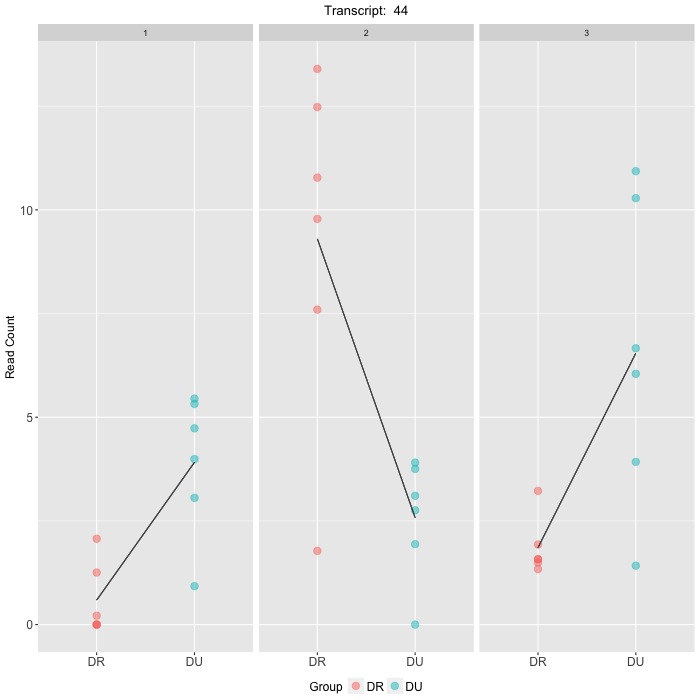 Transcript:  44
1 2 3
10
5
0
Read Count
DR DU DR DU DR DU
Group DR DU